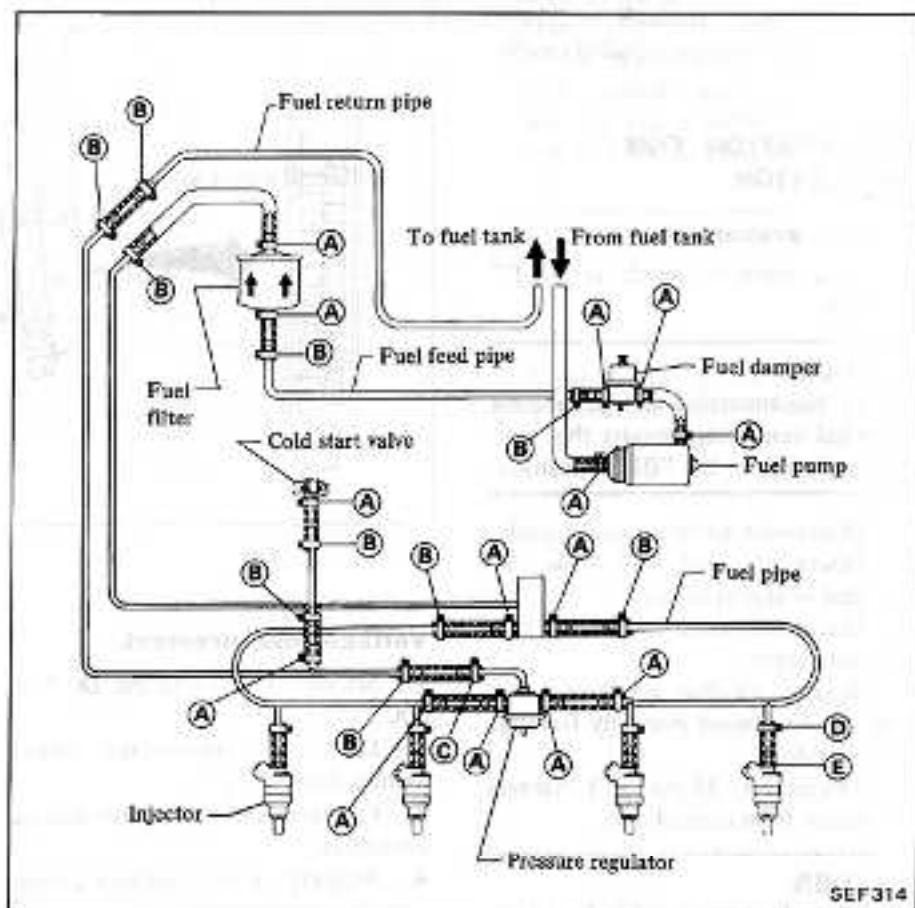 Fuel return pipe
B
B
B
A
A
B
To fuel tank
From fuel tank
A
A
Fuel damper
Fuel feed pipe
B
A
Fuel
filter
Fuel pump
A
Cold start valve
A
B
B
B
A
A
B
Fuel pipe
A
B
C
A
A
A
A
D
E
Injector
Pressure regulator
SEF314